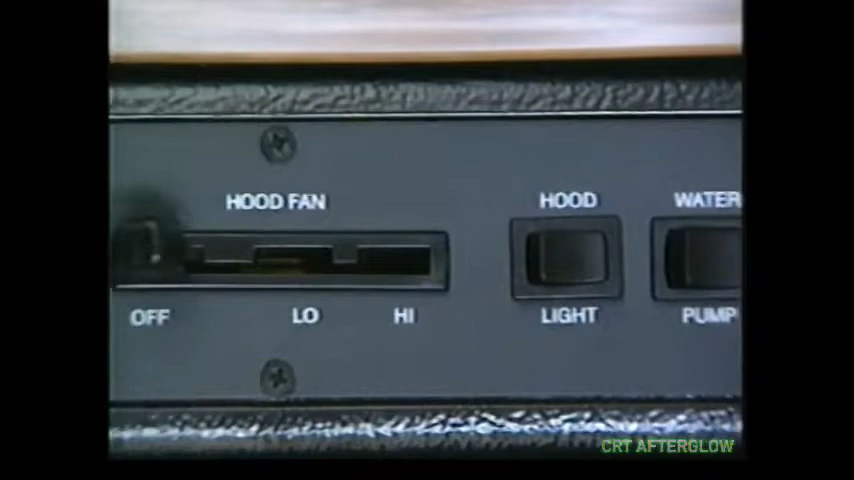 HOOD FAN
HOOD
WATER
OFF
LO
HI
LIGHT
PUMP
CRT AFTERGLOW